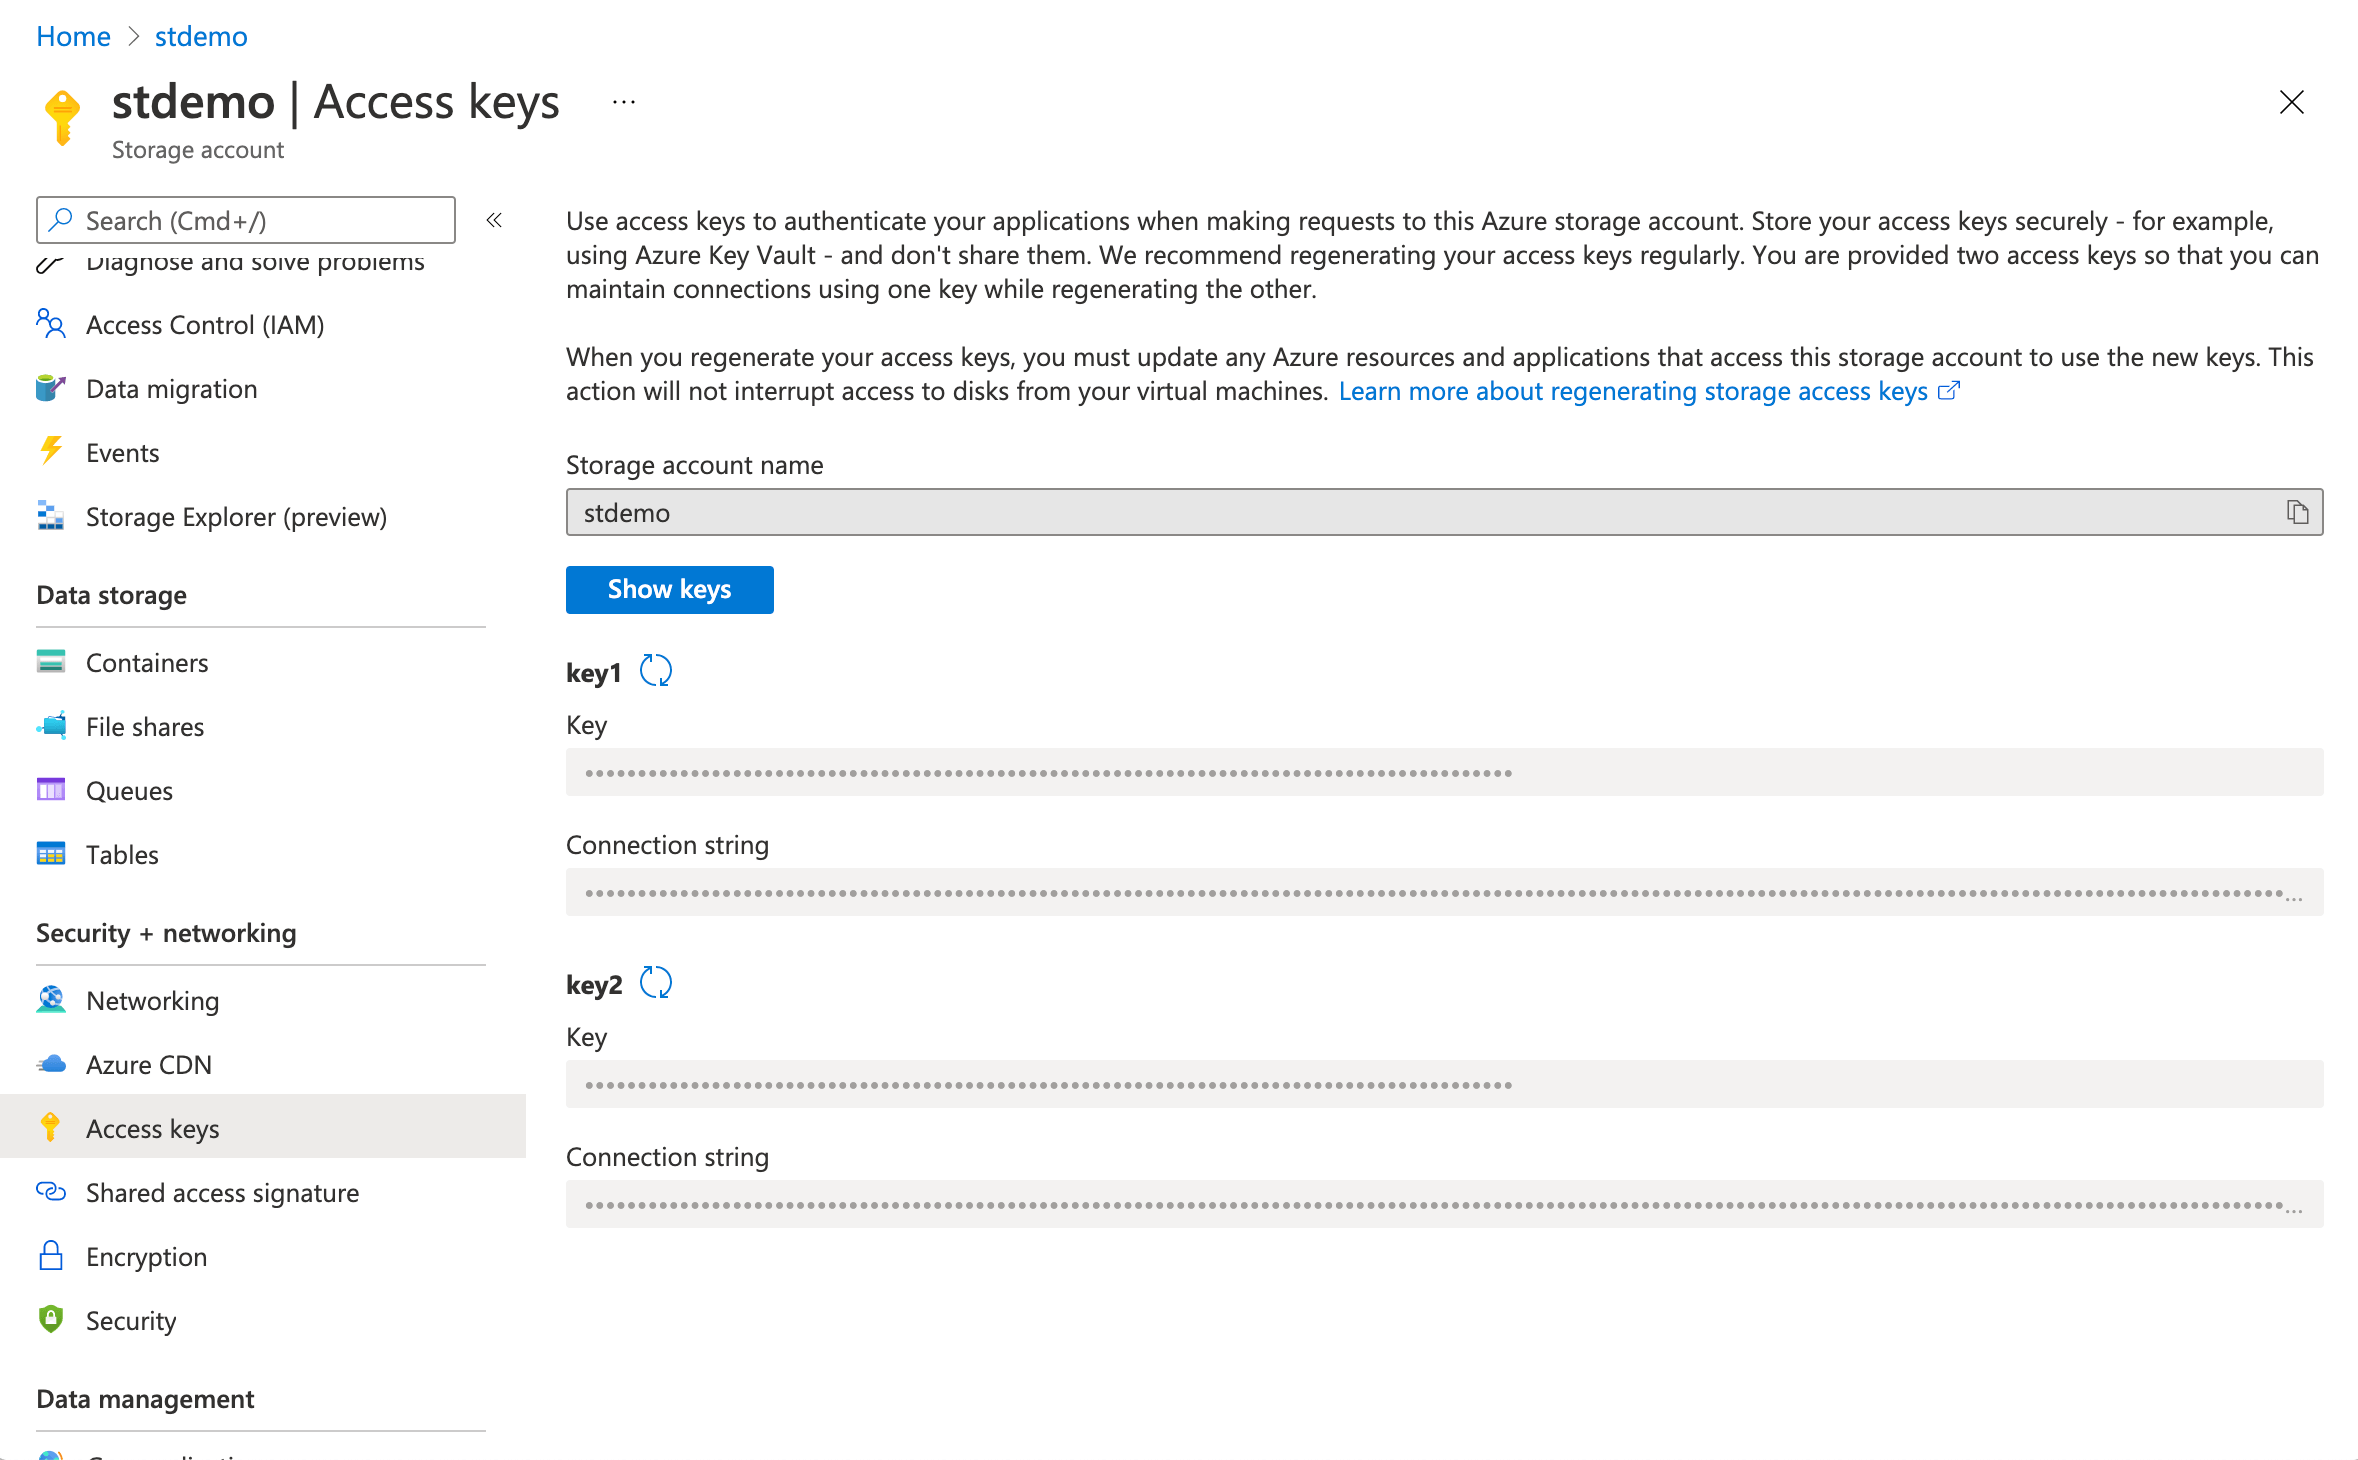 Home > stdemo
stdemo | Access keys ...
Storage account
Search (Cmd+/)
«
Diagnose and solve problems
Access Control (IAM)
Data migration
Events
Storage Explorer (preview)
Data storage
Containers
File shares
Queues
Tables
Security + networking
Networking
Azure CDN
Access keys
Shared access signature
Encryption
Security
Data management
Use access keys to authenticate your applications when making requests to this Azure storage account. Store your access keys securely - for example,
using Azure Key Vault - and don't share them. We recommend regenerating your access keys regularly. You are provided two access keys so that you can
maintain connections using one key while regenerating the other.
When you regenerate your access keys, you must update any Azure resources and applications that access this storage account to use the new keys. This
action will not interrupt access to disks from your virtual machines. Learn more about regenerating storage access keys
Storage account name
stdemo
Show keys
key1
Key
Connection string
key2
Key
Connection string